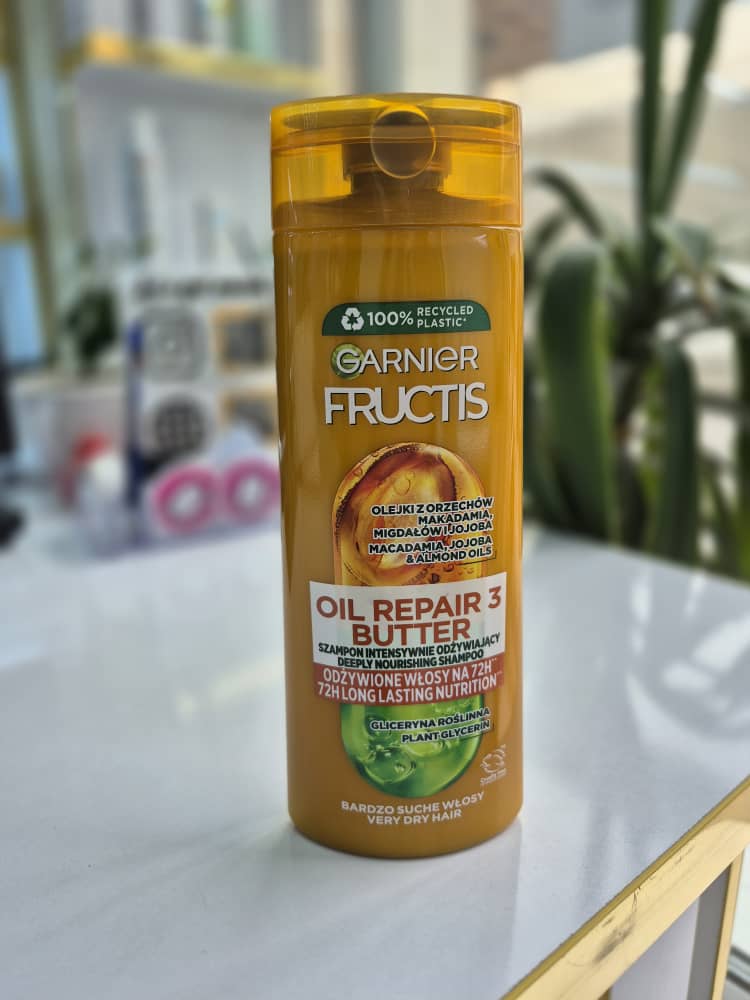 100% RECYCLED
PLASTIC*
GARNIER
FRUCTIS
OLEJKI Z ORZECHÓW
MAKADAMIA,
MIGDAŁÓW I JOJOBA
MACADAMIA, JOJOBA
& ALMOND OILS
OIL REPAIR 3
BUTTER
SZAMPON INTENSYWNIE ODŻYWIAJĄCY
DEEPLY NOURISHING SHAMPOO
ODŻYWIONE WŁOSY NA 72H**
72H LONG LASTING NUTRITION**
GLICERYNA ROŚLINNA
PLANT GLYCERIN
BARDZO SUCHE WŁOSY
VERY DRY HAIR